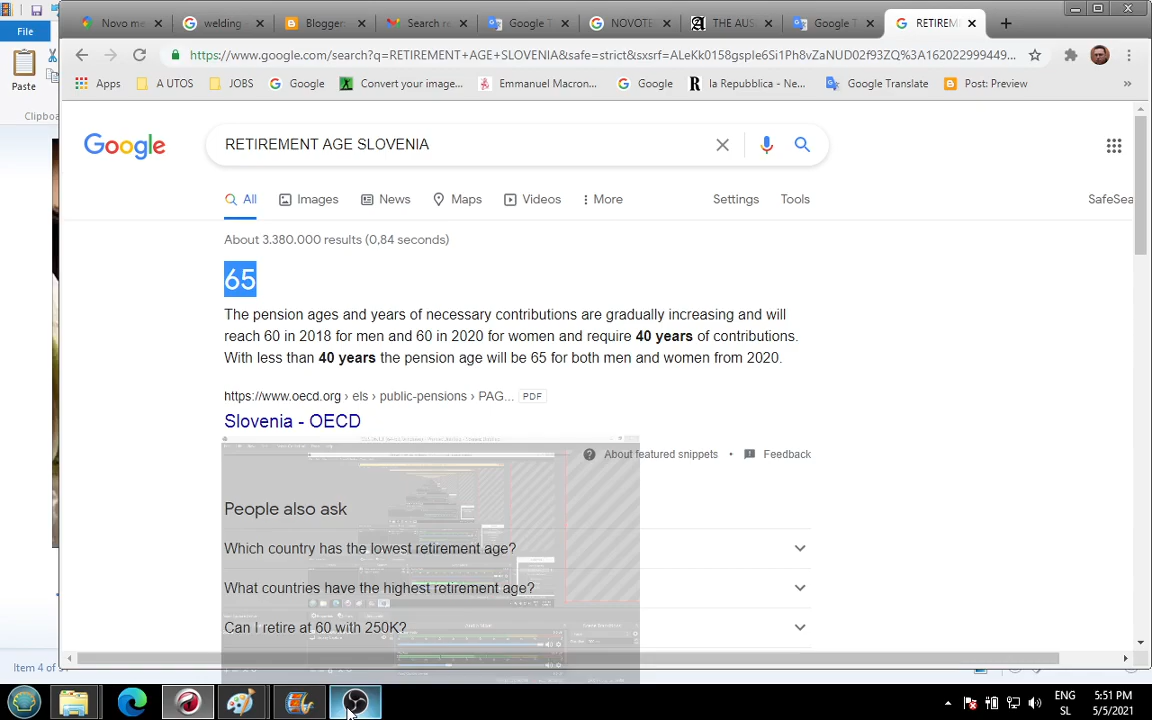 File
Paste
Clipboa
Novo me
welding
Blogger:
Search re
Google T
NOVOTE
THE AUS
Google T
RETIREM
https://www.google.com/search?q=RETIREMENT+AGE+SLOVENIA&safe=strict&sxsrf=ALeKk0158gsple6Si1Ph8vZaNUD02f93ZQ%3A162022999449...
Apps
A UTOS
JOBS
Google
Convert your image...
Emmanuel Macron...
Google
la Repubblica - Ne...
Google Translate
Post: Preview
»
Google
RETIREMENT AGE SLOVENIA
All
Images
News
Maps
Videos
More
Settings
Tools
SafeSea
About 3.380.000 results (0,84 seconds)
65
The pension ages and years of necessary contributions are gradually increasing and will
reach 60 in 2018 for men and 60 in 2020 for women and require 40 years of contributions.
With less than 40 years the pension age will be 65 for both men and women from 2020.
https://www.oecd.org › els › public-pensions › PAG... PDF
Slovenia - OECD
About featured snippets • Feedback
People also ask
Which country has the lowest retirement age?
What countries have the highest retirement age?
Can I retire at 60 with 250K?
Item 4 of
ENG
SL
5:51 PM
5/5/2021